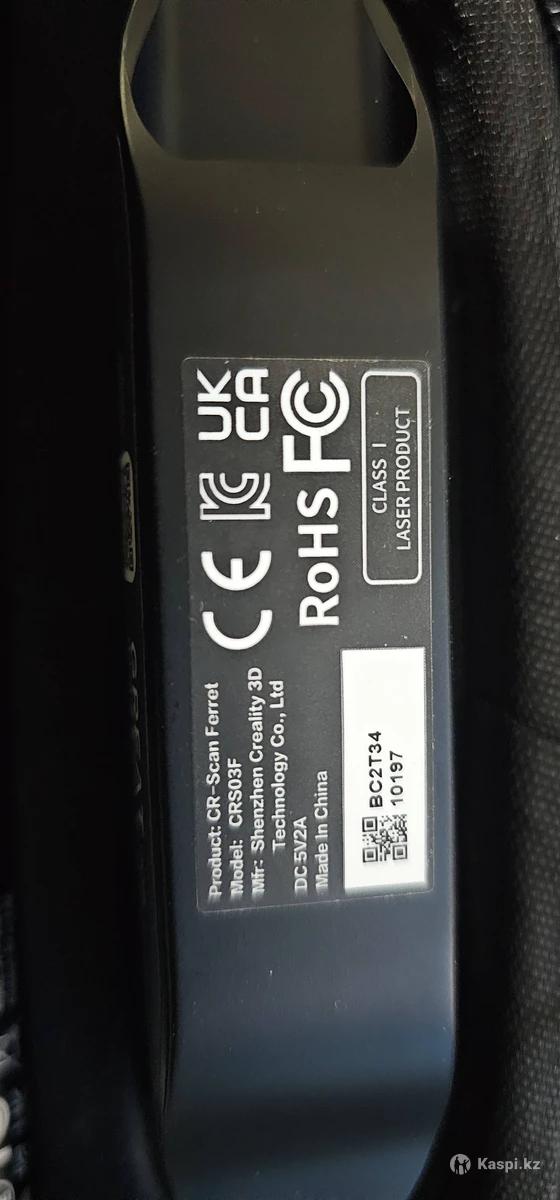 Product: CR-Scan Ferret
Model: CRS03F
Mfr: Shenzhen Creality 3D
Technology Co., Ltd
DC 5V2A
Made In China
BC2T34
10197
CE
UK
CA
RoHS
FC
CLASS I
LASER PRODUCT
Kaspi.kz